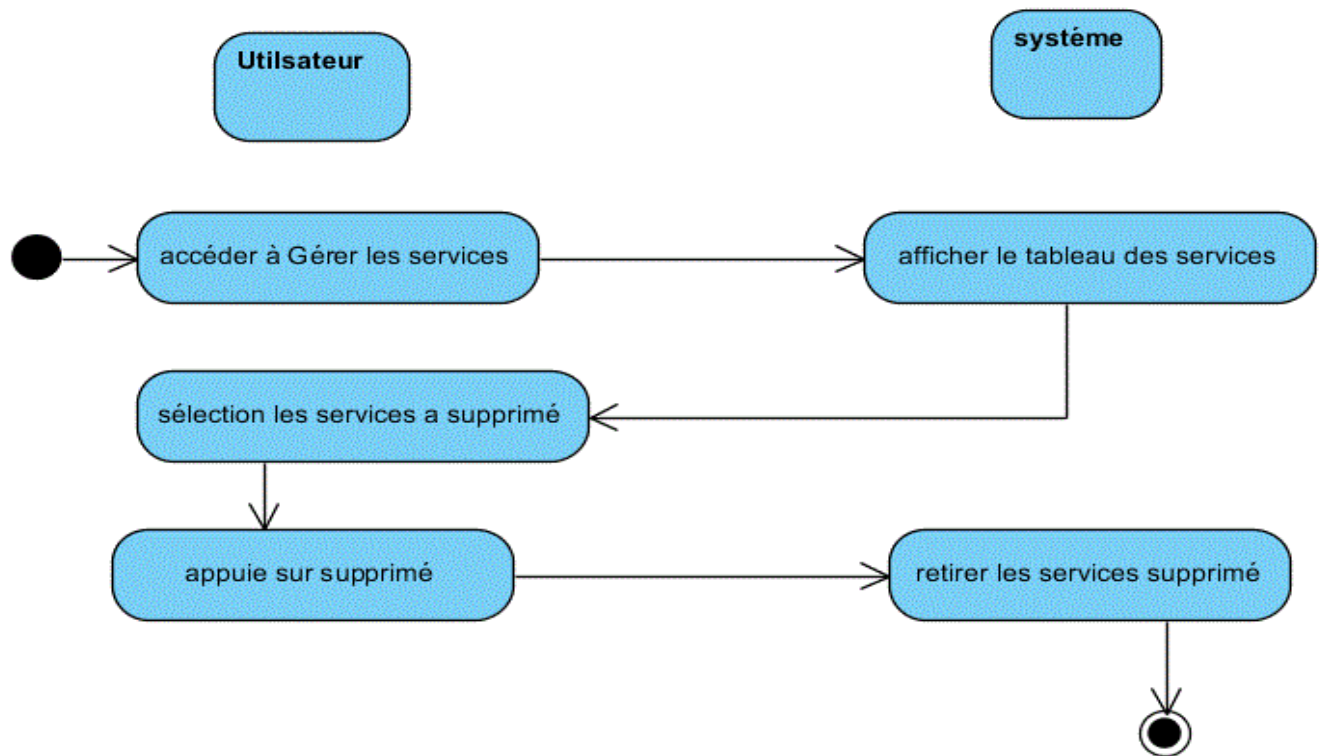 Utilsateur
systéme
accéder à Gérer les services
afficher le tableau des services
sélection les services a supprimé
appuie sur supprimé
retirer les services supprimé